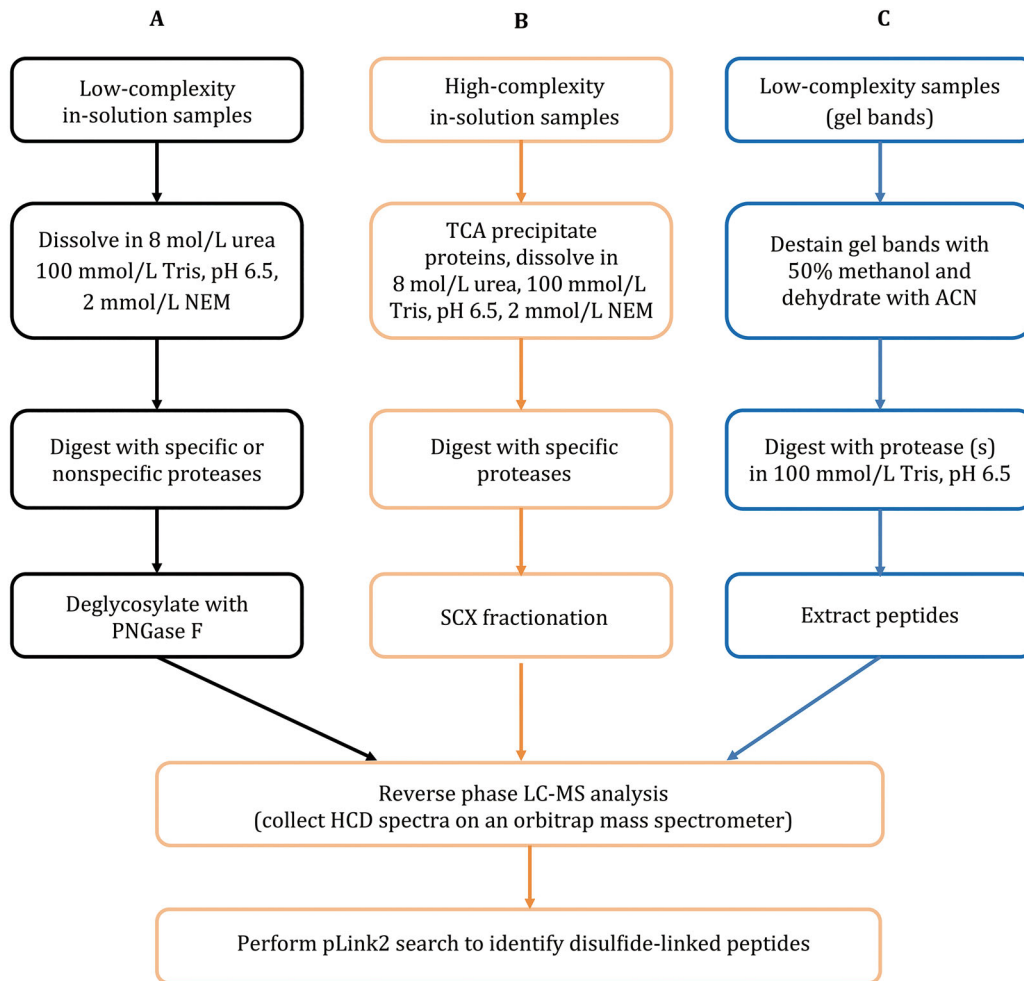 A
B
C
Low-complexity
in-solution samples
High-complexity
in-solution samples
Low-complexity samples
(gel bands)
Dissolve in 8 mol/L urea
100 mmol/L Tris, pH 6.5,
2 mmol/L NEM
TCA precipitate
proteins, dissolve in
8 mol/L urea, 100 mmol/L
Tris, pH 6.5, 2 mmol/L NEM
Destain gel bands with
50% methanol and
dehydrate with ACN
Digest with specific or
nonspecific proteases
Digest with specific
proteases
Digest with protease (s)
in 100 mmol/L Tris, pH 6.5
Deglycosylate with
PNGase F
SCX fractionation
Extract peptides
Reverse phase LC-MS analysis
(collect HCD spectra on an orbitrap mass spectrometer)
Perform pLink2 search to identify disulfide-linked peptides